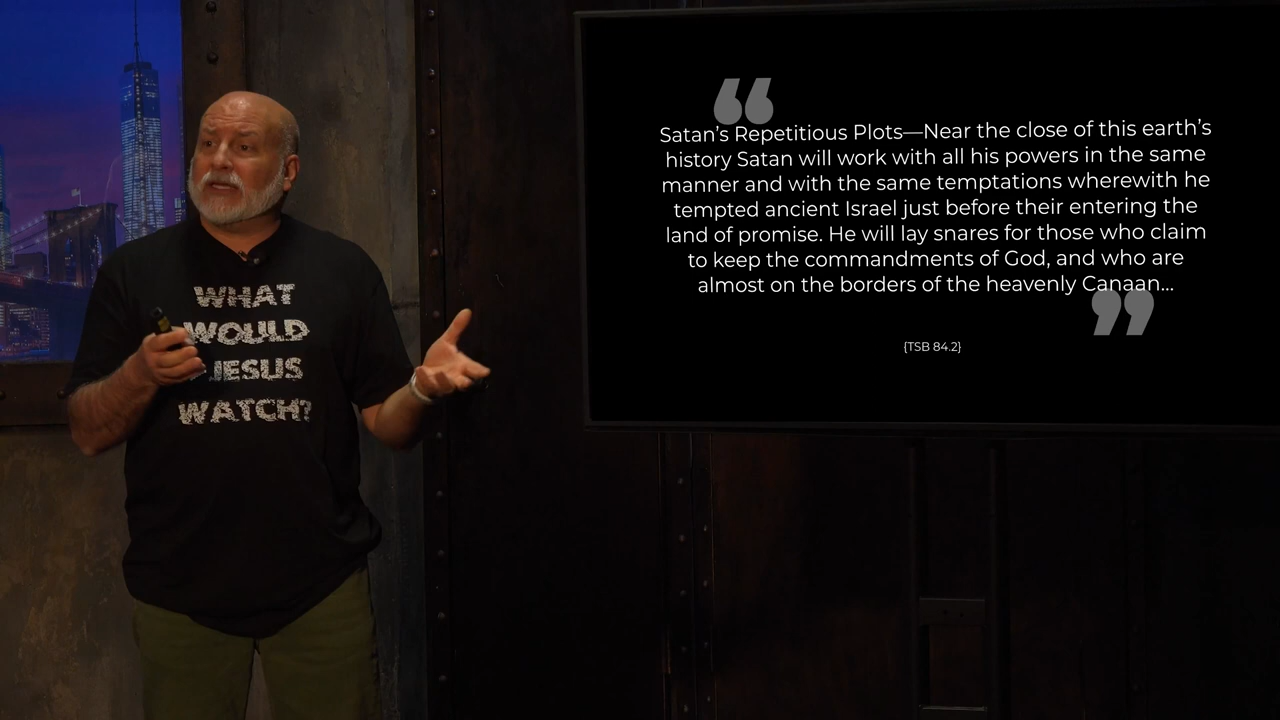 WHAT
WOULD
JESUS
WATCH?
“
Satan’s Repetitious Plots—Near the close of this earth’s
history Satan will work with all his powers in the same
manner and with the same temptations wherewith he
tempted ancient Israel just before their entering the
land of promise. He will lay snares for those who claim
to keep the commandments of God, and who are
almost on the borders of the heavenly Canaan...
”
{TSB 84.2}